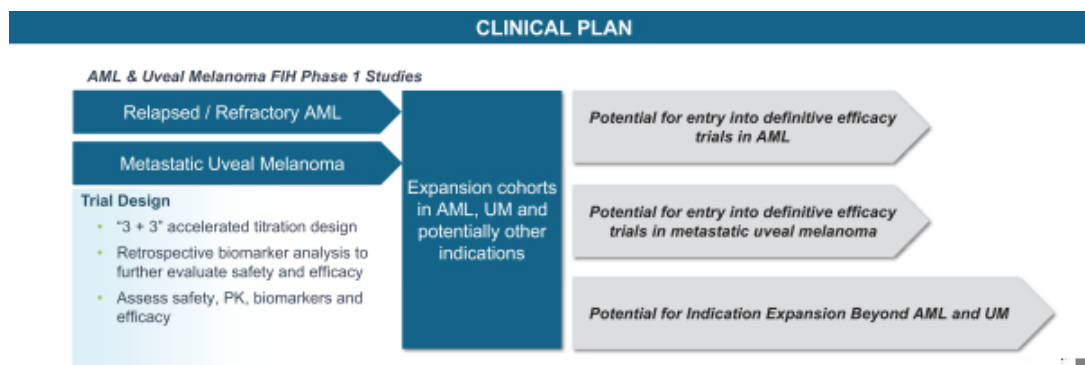 CLINICAL PLAN
AML & Uveal Melanoma FIH Phase 1 Studies
Relapsed / Refractory AML
Metastatic Uveal Melanoma
Trial Design
• "3 + 3" accelerated titration design
• Retrospective biomarker analysis to
further evaluate safety and efficacy
• Assess safety, PK, biomarkers and
efficacy
Expansion cohorts
in AML, UM and
potentially other
indications
Potential for entry into definitive efficacy
trials in AML
Potential for entry into definitive efficacy
trials in metastatic uveal melanoma
Potential for Indication Expansion Beyond AML and UM